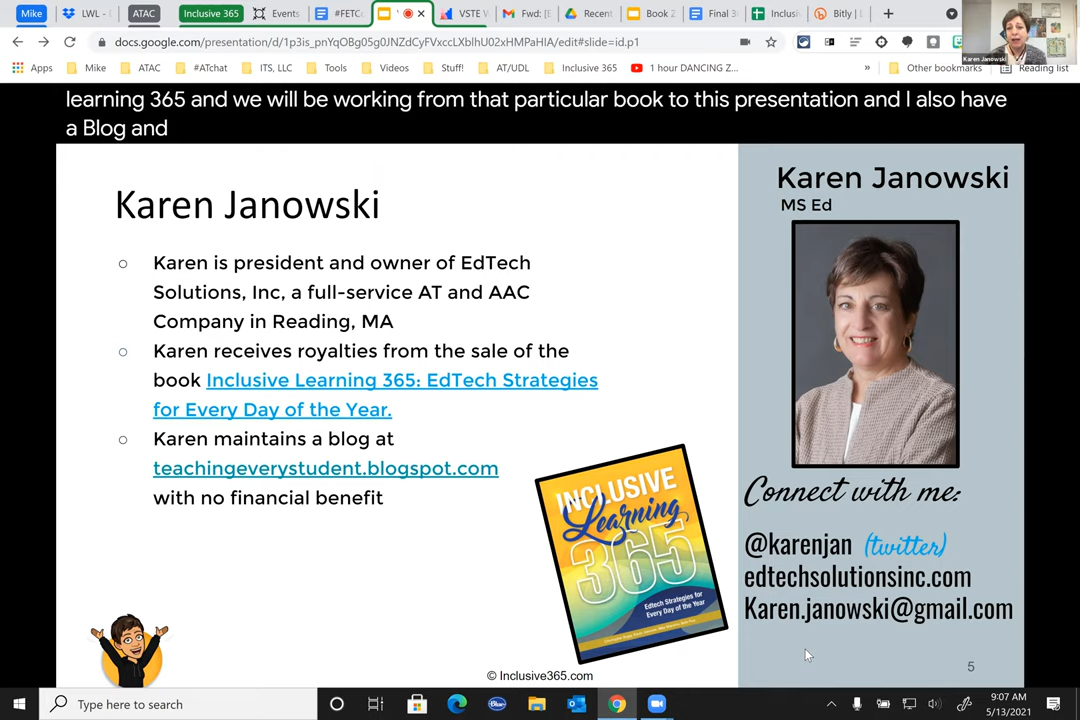 Mike
LWL -
ATAC
Inclusive 365
Events
#FETC
VSTE W
Fwd: [E
Recent
Book 2
Final 3
Inclusi
Bitly | L
docs.google.com/presentation/d/1p3is_pnYqOBg05g0JNZdCyFVxccLXblhU02xHMPaHIA/edit#slide=id.p1
Karen Janowski
Apps
Mike
ATAC
#ATchat
ITS, LLC
Tools
Videos
Stuff!
AT/UDL
Inclusive 365
1 hour DANCING Z...
»
Other bookmarks
Reading list
learning 365 and we will be working from that particular book to this presentation and I also have
a Blog and
Karen Janowski
Karen is president and owner of EdTech
Solutions, Inc, a full-service AT and AAC
Company in Reading, MA
Karen receives royalties from the sale of the
book Inclusive Learning 365: EdTech Strategies
for Every Day of the Year.
Karen maintains a blog at
teachingeverystudent.blogspot.com
with no financial benefit
INCLUSIVE
Learning
365
Edtech Strategies for
Every Day of the Year
© Inclusive365.com
Karen Janowski
MS Ed
Connect with me:
@karenjan (twitter)
edtechsolutionsinc.com
Karen.janowski@gmail.com
5
Type here to search
9:07 AM
5/13/2021